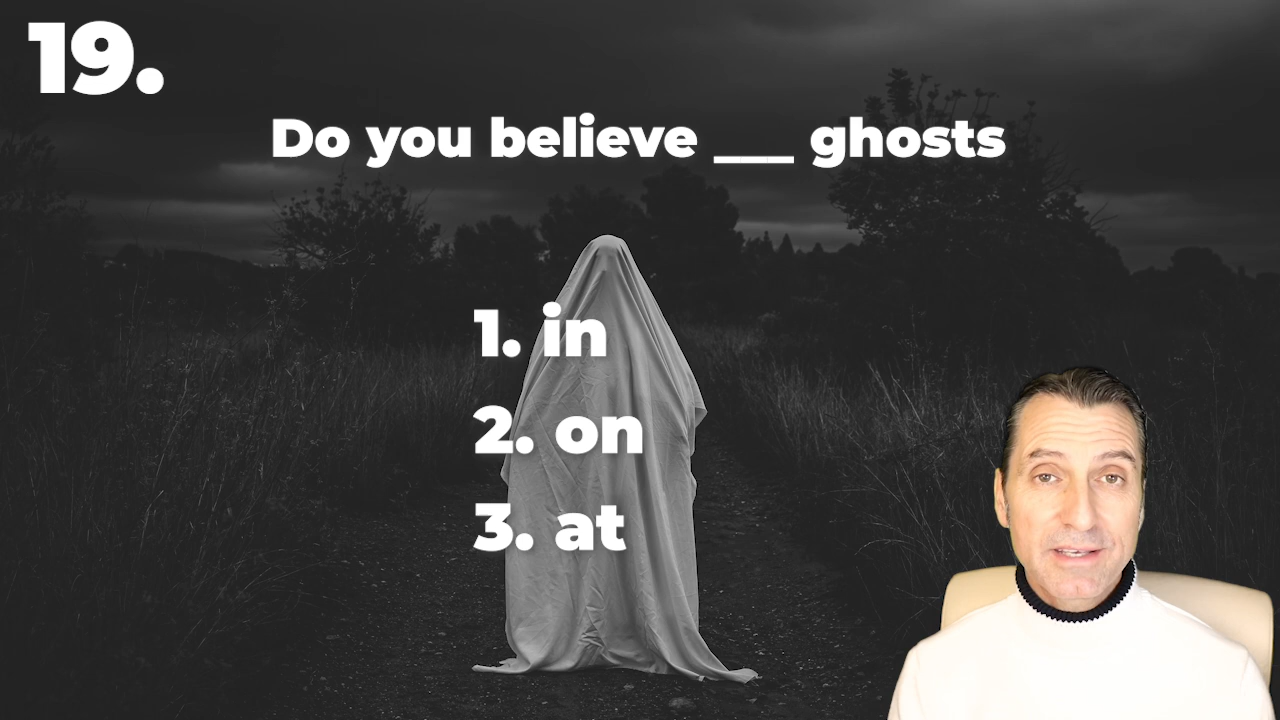 19.
Do you believe ___ ghosts
1. in
2. on
3. at